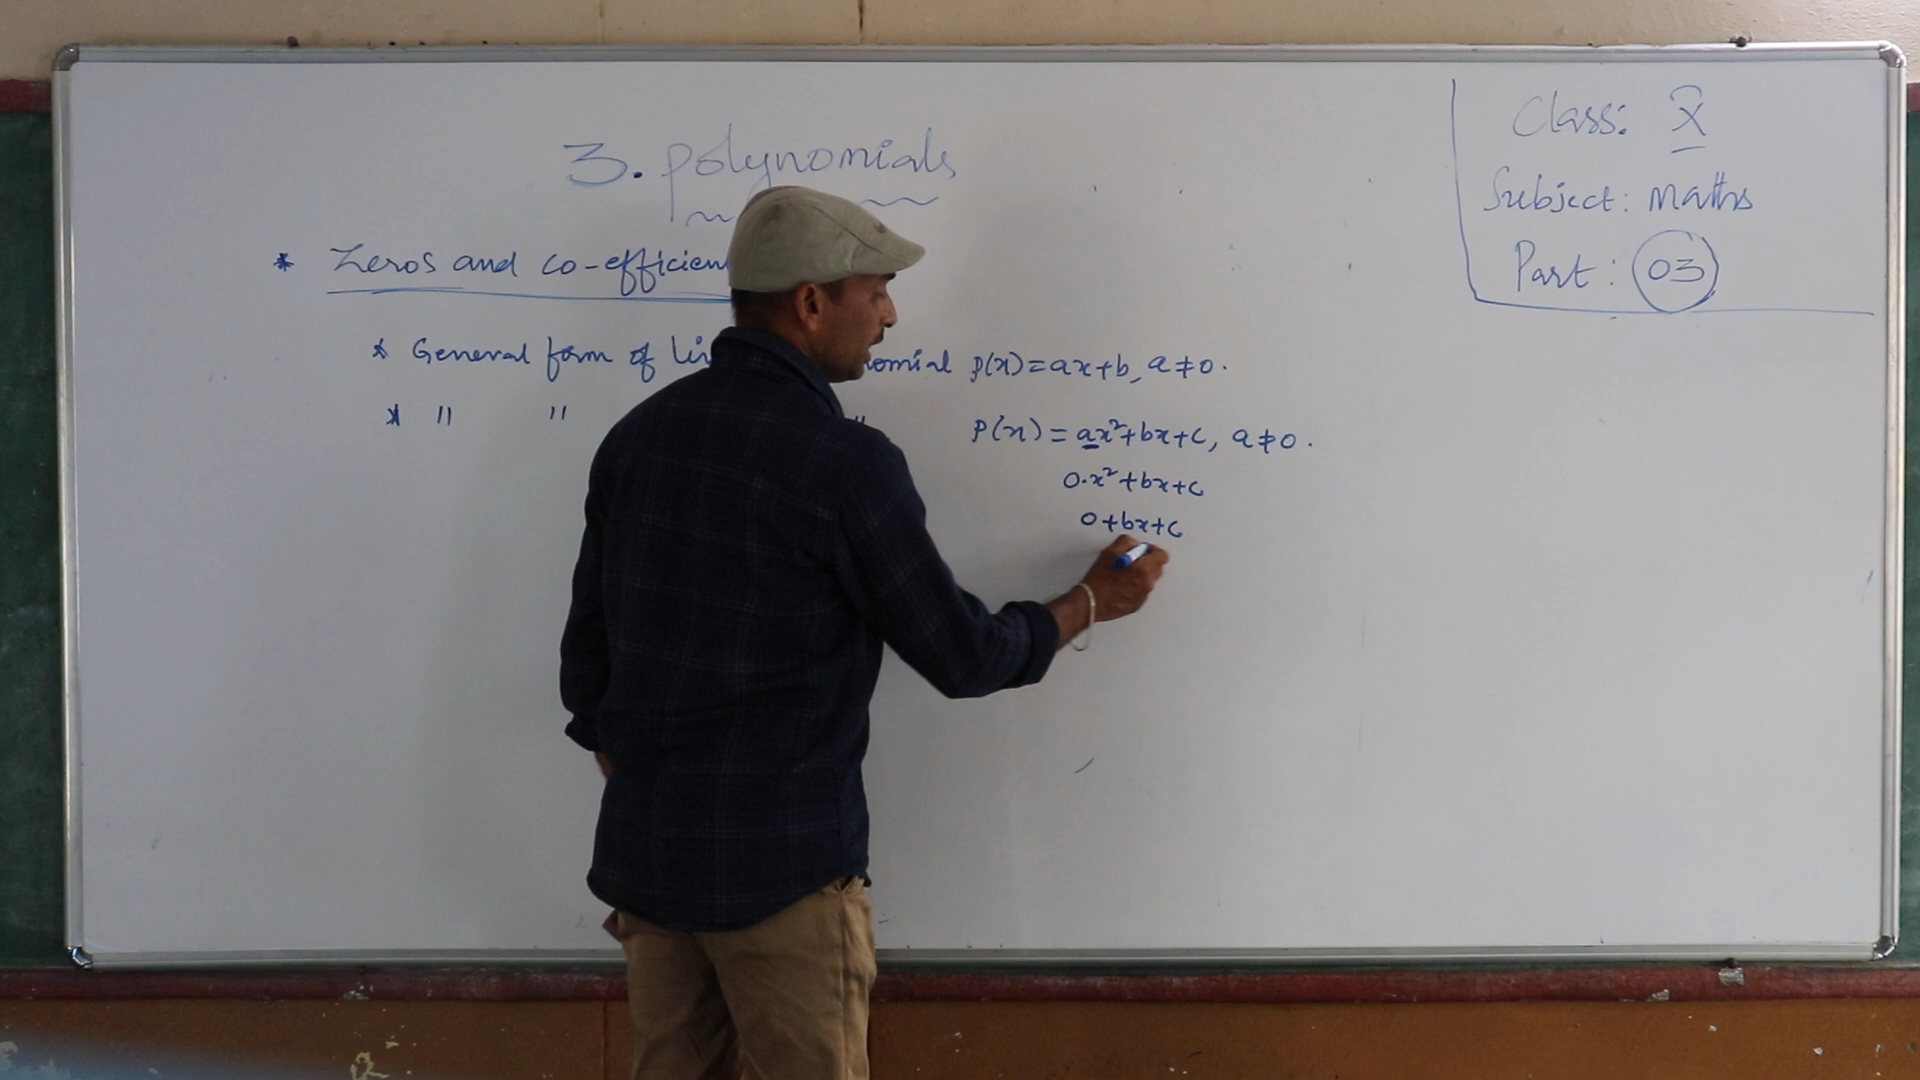 Class: X
Subject: Maths
Part: 03
3. Polynomials
* Zeros and co-efficien
* General form of Li nomial p(x)=ax+b, a≠0.
* " " " P(x)=ax²+bx+c, a≠0.
0.x²+bx+c
0+bx+c